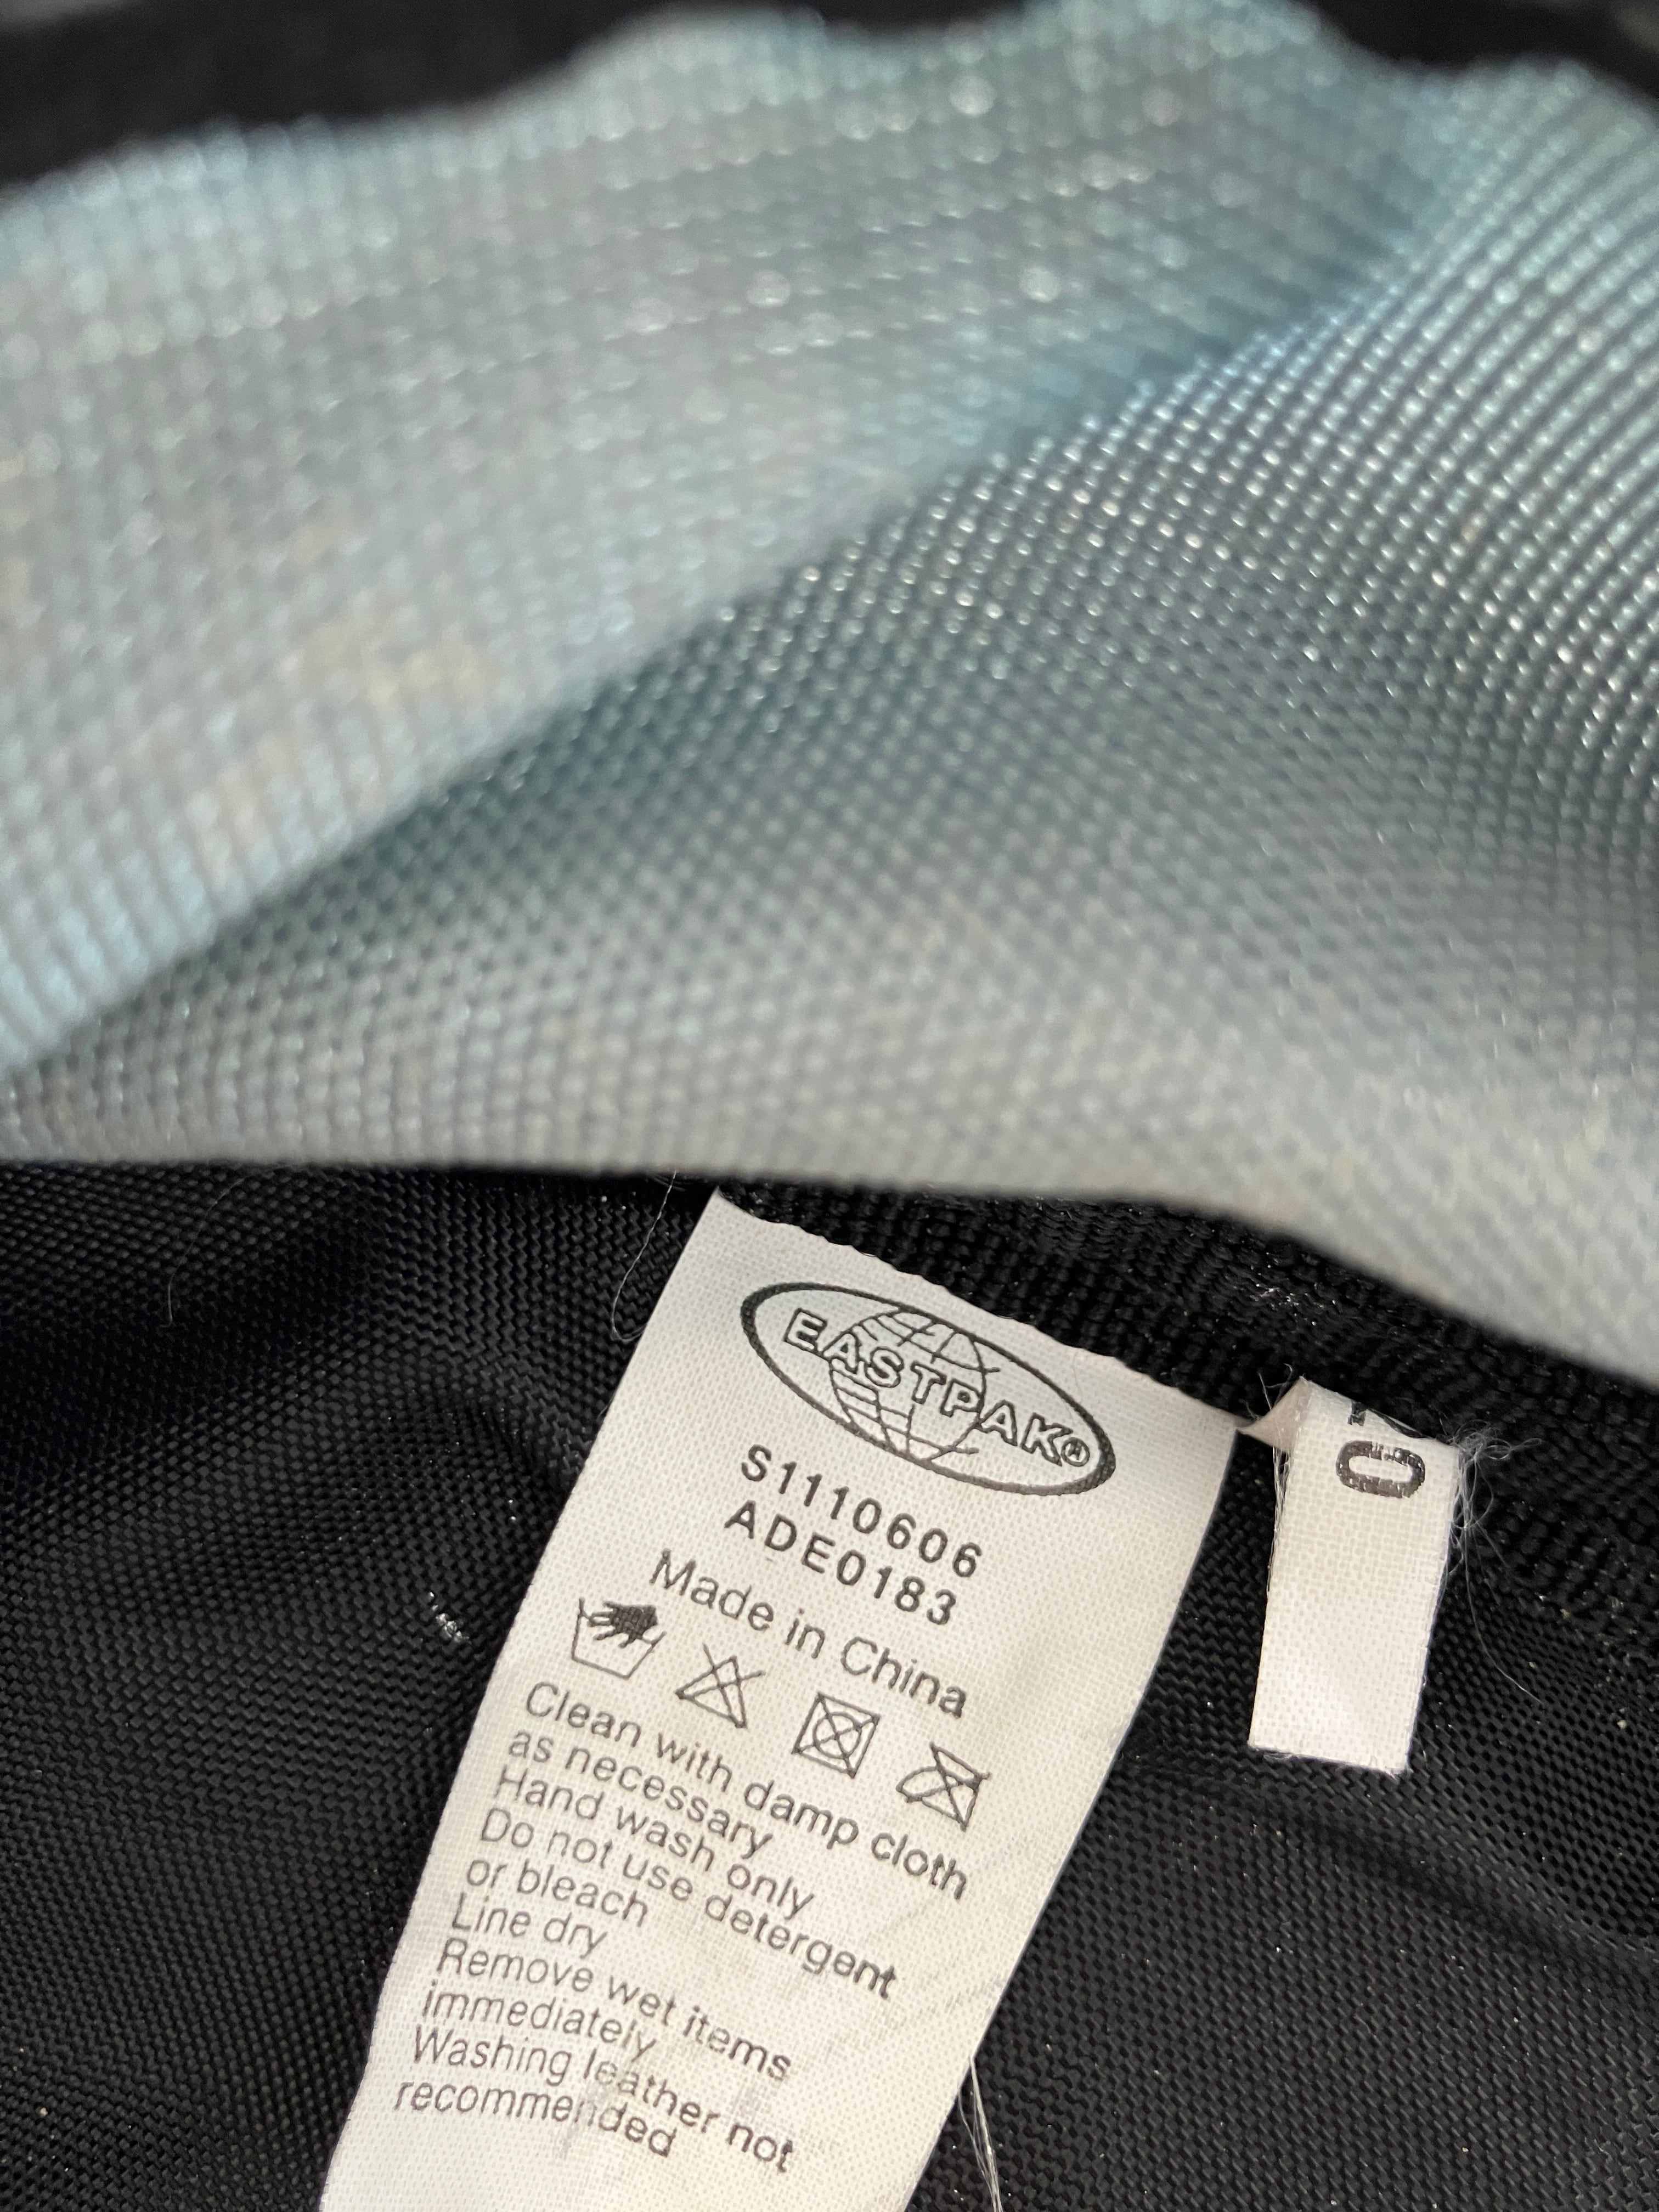 EASTPAK®
S1110606
ADE0183
Made in China
Clean with damp cloth
as necessary
Hand wash only
Do not use detergent
or bleach
Line dry
Remove wet items
immediately
Washing leather not
recommended